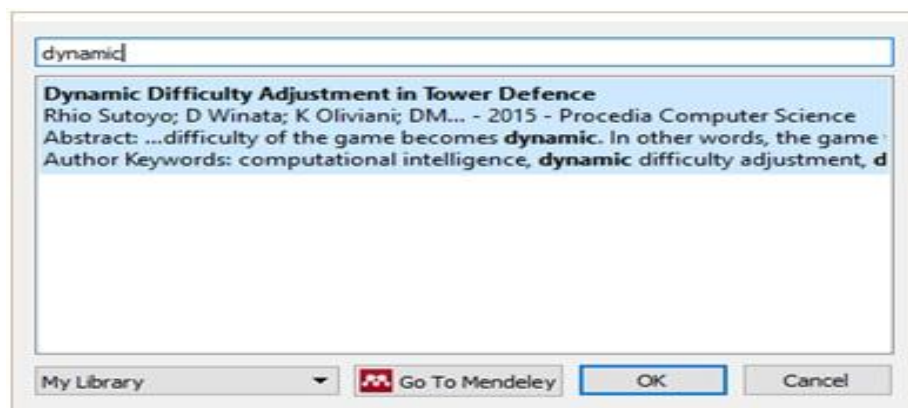 dynamic
Dynamic Difficulty Adjustment in Tower Defence
Rhio Sutoyo; D Winata; K Oliviani; DM... - 2015 - Procedia Computer Science
Abstract: ...difficulty of the game becomes dynamic. In other words, the game
Author Keywords: computational intelligence, dynamic difficulty adjustment, d
My Library
Go To Mendeley
OK
Cancel